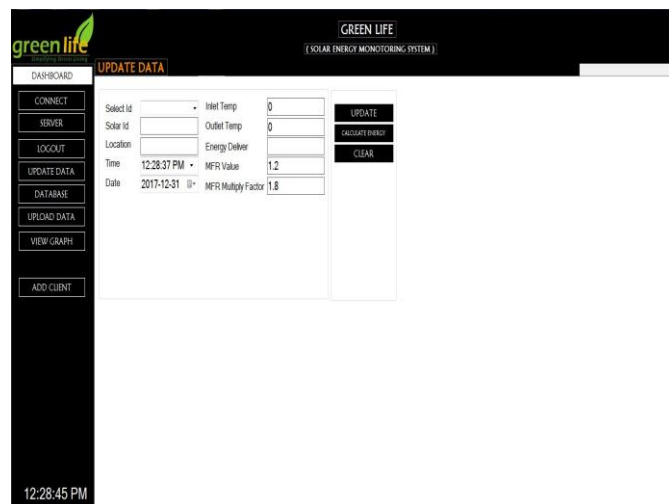 green life
GREEN LIFE
( SOLAR ENERGY MONOTORING SYSTEM )
UPDATE DATA
DASHBOARD
CONNECT
SERVER
LOGOUT
UPDATE DATA
DATABASE
UPLOAD DATA
VIEW GRAPH
ADD CLIENT
Select Id
Solar Id
Location
Time 12:28:37 PM
Date 2017-12-31
Inlet Temp 0
Outlet Temp 0
Energy Deliver
MFR Value 1.2
MFR Multiply Factor 1.8
UPDATE
CALCULATE ENERGY
CLEAR
12:28:45 PM